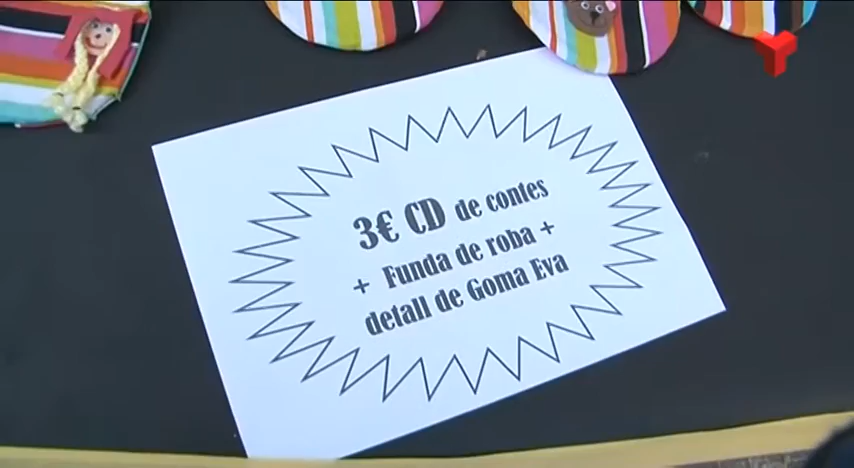 3€ CD de contes
+ Funda de roba +
detall de Goma Eva